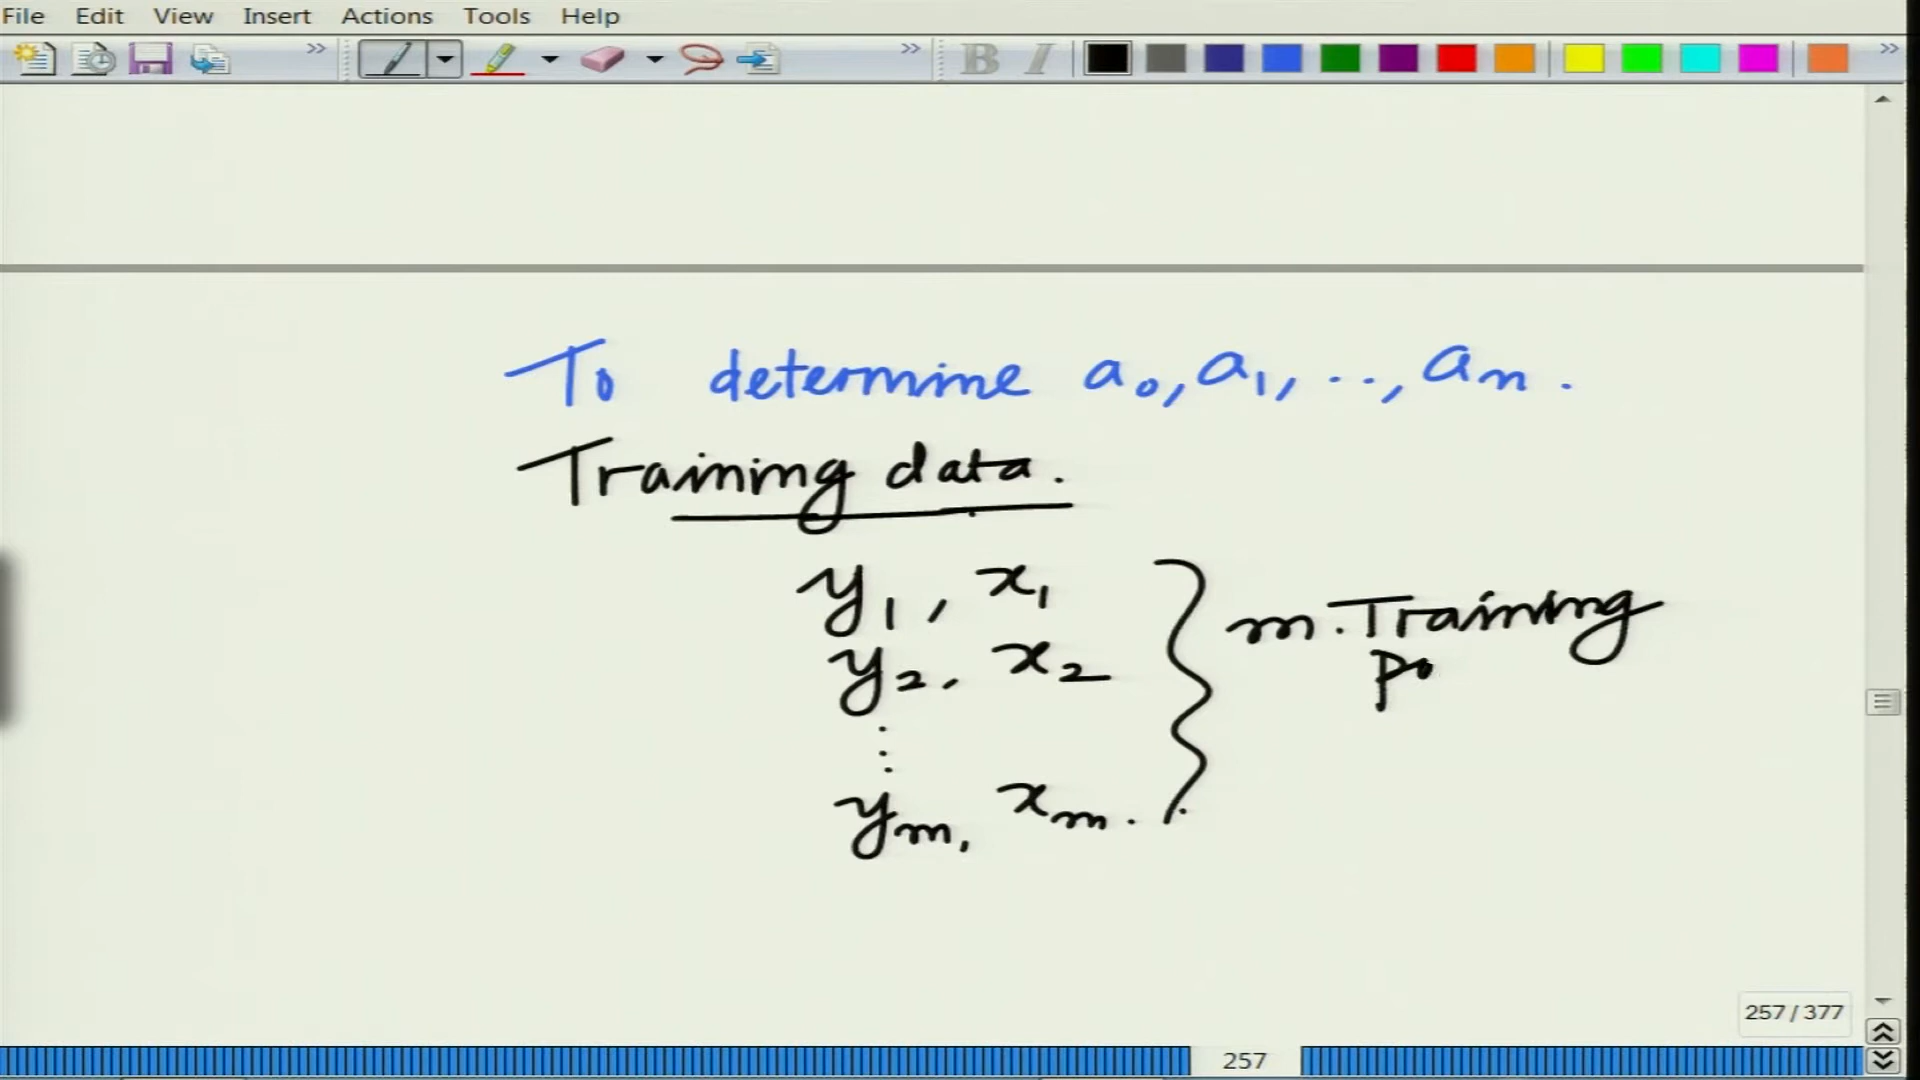 File Edit View Insert Actions Tools Help
B I
To determine a₀, a₁, .., aₙ.
Training data.
y₁, x₁
y₂, x₂
⋮
yₘ, xₘ.
m. Training
Po
257 / 377
257